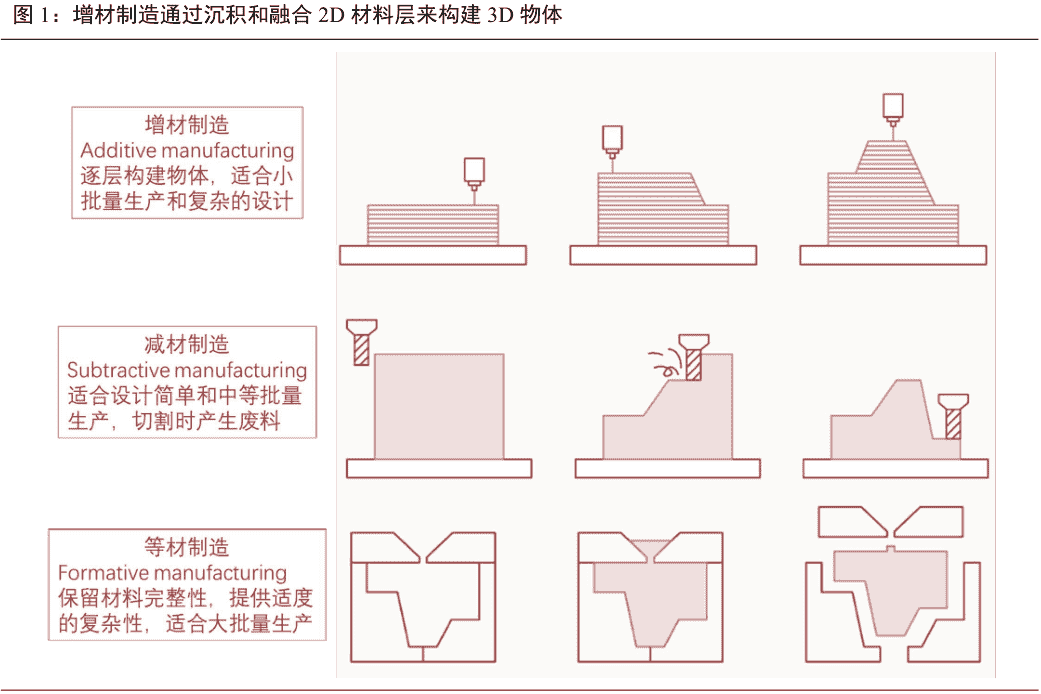 图 1：增材制造通过沉积和融合 2D 材料层来构建 3D 物体
增材制造
Additive manufacturing
逐层构建物体，适合小
批量生产和复杂的设计
减材制造
Subtractive manufacturing
适合设计简单和中等批量
生产，切割时产生废料
等材制造
Formative manufacturing
保留材料完整性，提供适度
的复杂性，适合大批量生产